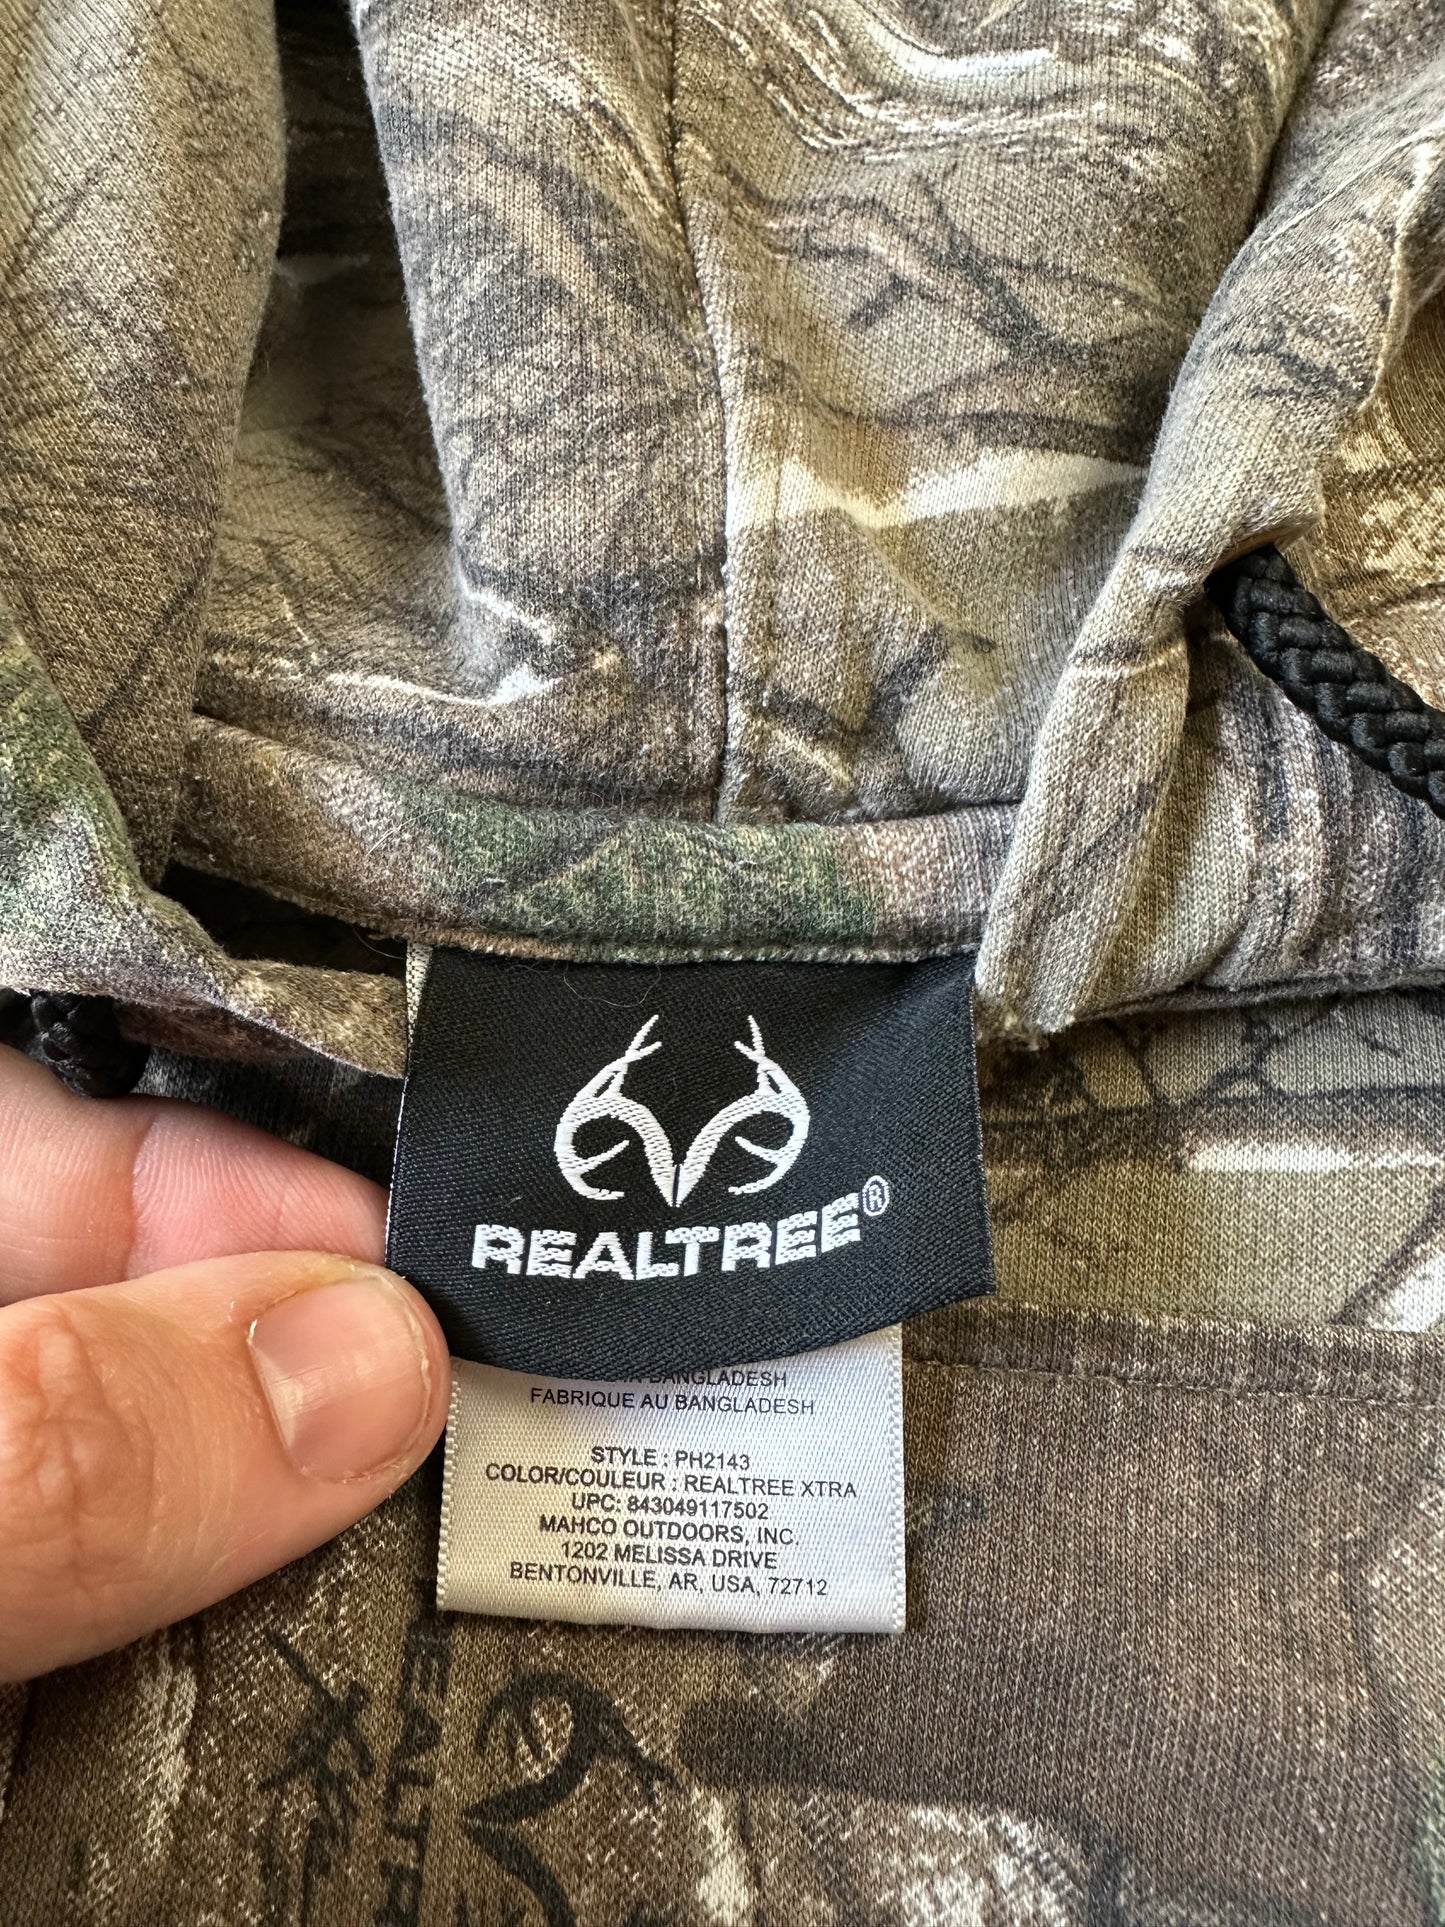 REALTREE®
BANGLADESH
FABRIQUE AU BANGLADESH
STYLE : PH2143
COLOR/COULEUR : REALTREE XTRA
UPC: 843049117502
MAHCO OUTDOORS, INC.
1202 MELISSA DRIVE
BENTONVILLE, AR, USA, 72712